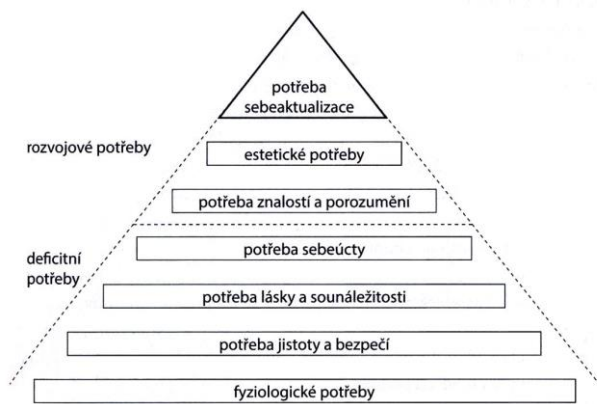 potřeba
sebeaktualizace
rozvojové potřeby
estetické potřeby
potřeba znalostí a porozumění
deficitní
potřeby
potřeba sebeúcty
potřeba lásky a sounáležitosti
potřeba jistoty a bezpečí
fyziologické potřeby